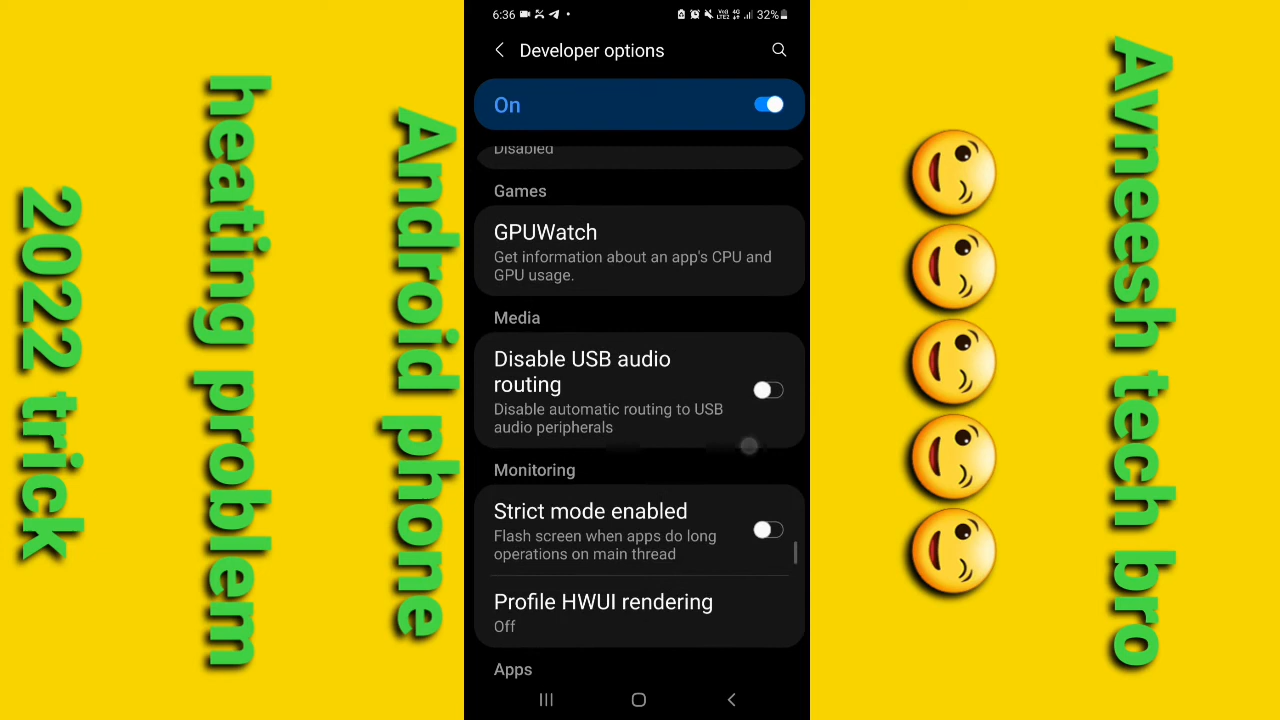 2022 trick
heating problem
Android phone
6:36
32%
Developer options
On
Disabled
Games
GPUWatch
Get information about an app's CPU and
GPU usage.
Media
Disable USB audio
routing
Disable automatic routing to USB
audio peripherals
Monitoring
Strict mode enabled
Flash screen when apps do long
operations on main thread
Profile HWUI rendering
Off
Apps
Avneesh tech bro